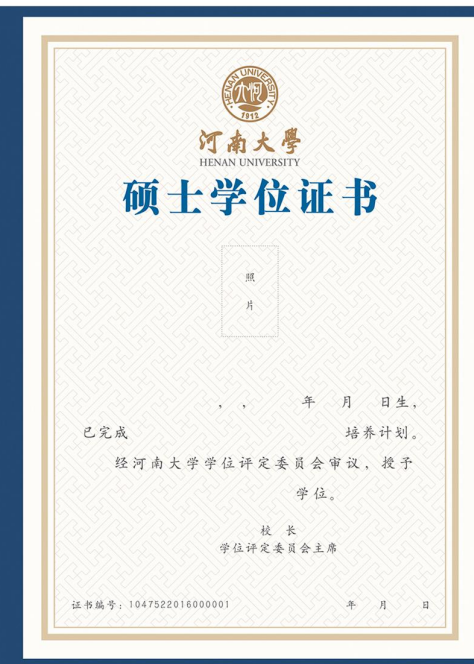 HENAN UNIVERSITY
1912
河南大學
HENAN UNIVERSITY
硕士学位证书
照
片
, , 年 月 日生,
已完成 培养计划。
经河南大学学位评定委员会审议, 授予
学位。
校 长
学位评定委员会主席
证书编号: 1047522016000001 年 月 日